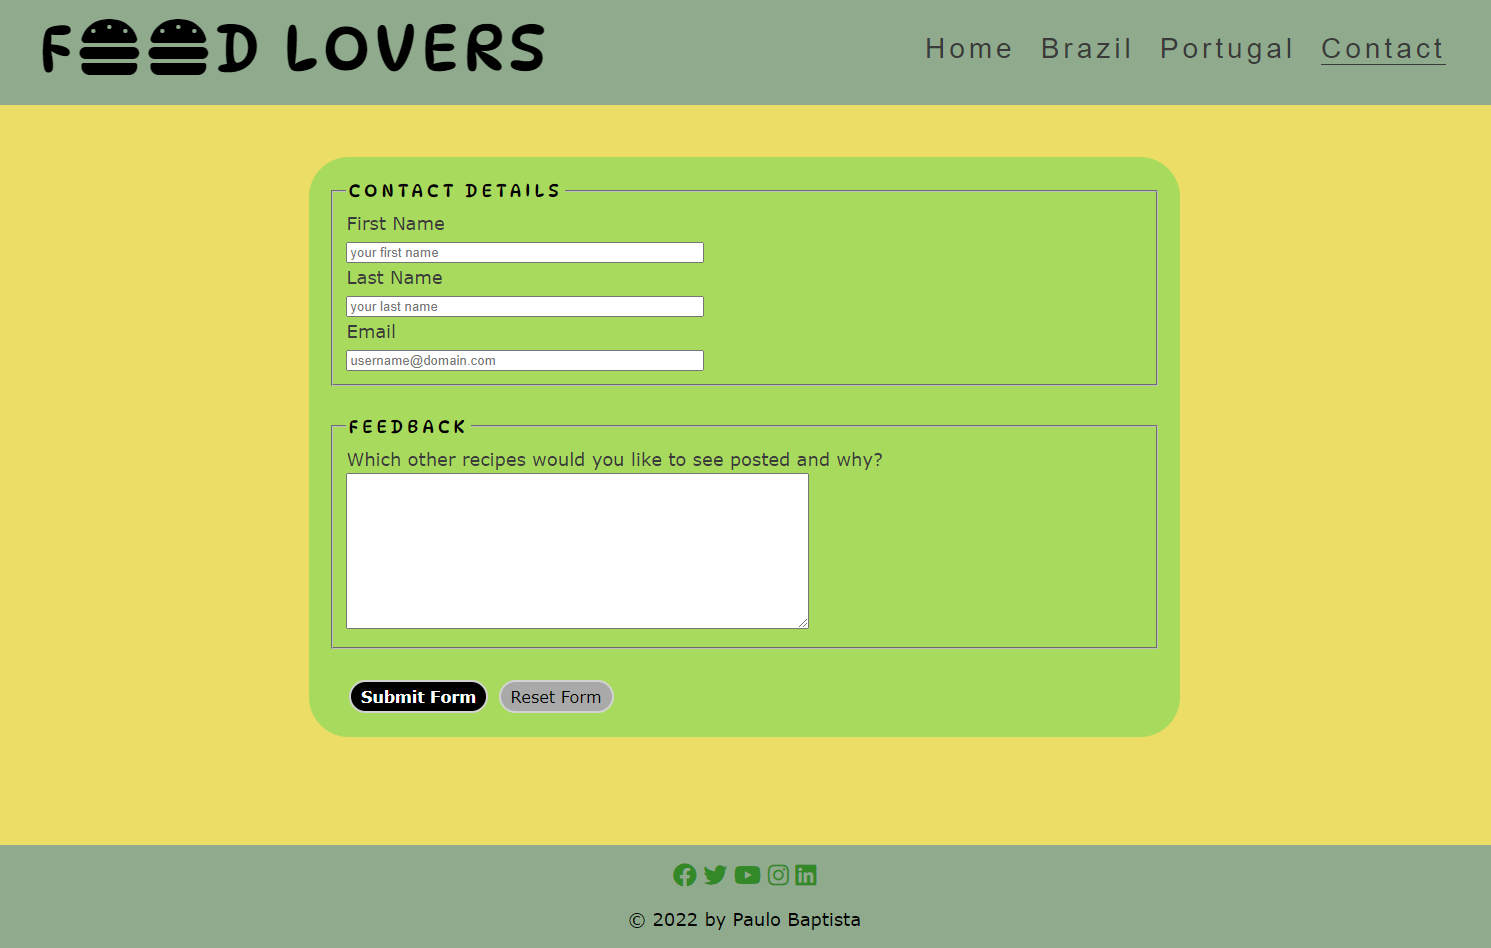 FOOD LOVERS
Home Brazil Portugal Contact
CONTACT DETAILS
First Name
your first name
Last Name
your last name
Email
username@domain.com
FEEDBACK
Which other recipes would you like to see posted and why?
Submit Form Reset Form
© 2022 by Paulo Baptista